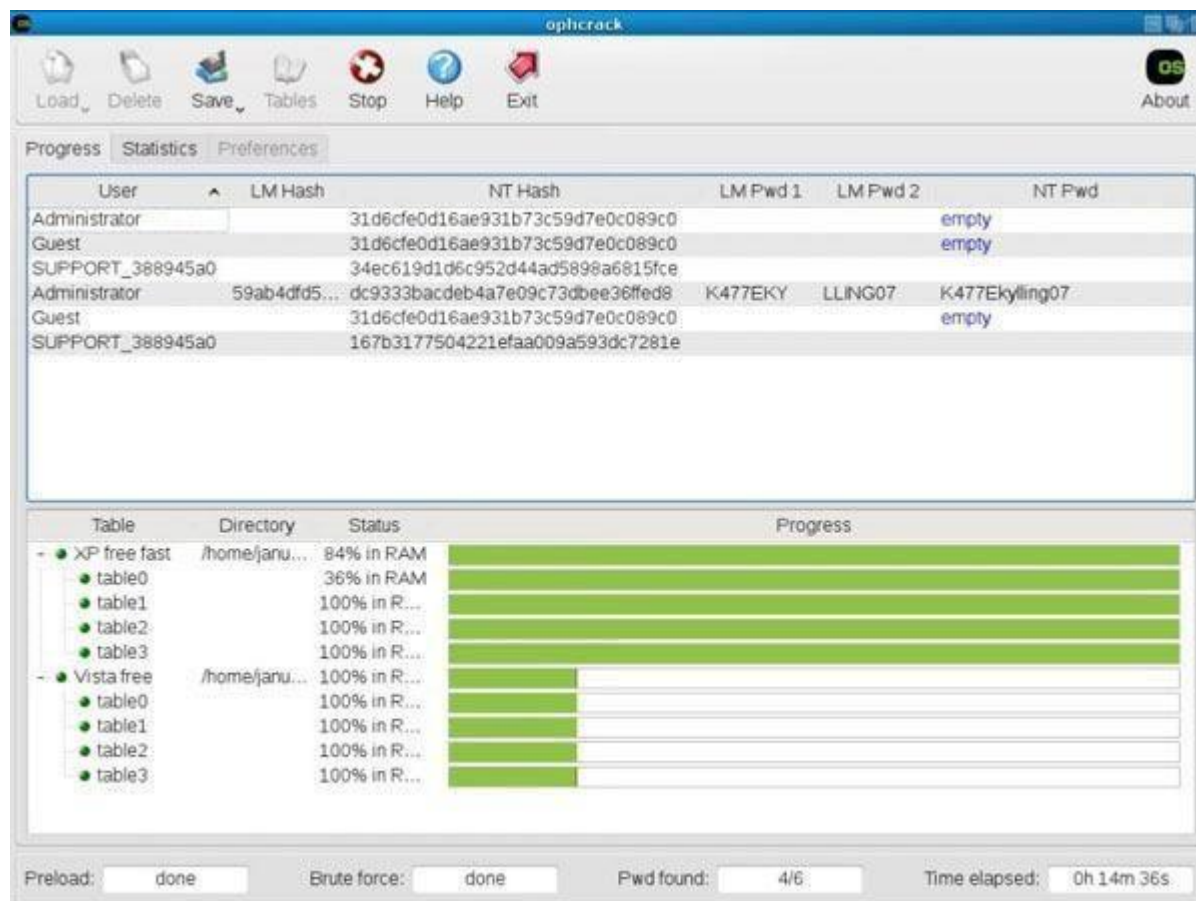 ophcrack
Load Delete Save Tables Stop Help Exit
OS
About
Progress Statistics Preferences
User LM Hash NT Hash LM Pwd 1 LM Pwd 2 NT Pwd
Administrator 31d6cfe0d16ae931b73c59d7e0c089c0 empty
Guest 31d6cfe0d16ae931b73c59d7e0c089c0 empty
SUPPORT_388945a0 34ec619d1d6c952d44ad5898a6815fce
Administrator 59ab4dfd5... dc9333bacdeb4a7e09c73dbee36ffed8 K477EKY LLING07 K477Ekylling07
Guest 31d6cfe0d16ae931b73c59d7e0c089c0 empty
SUPPORT_388945a0 167b3177504221efaa009a593dc7281e
Table Directory Status Progress
XP free fast /home/janu... 84% in RAM
table0 36% in RAM
table1 100% in R...
table2 100% in R...
table3 100% in R...
Vista free /home/janu... 100% in R...
table0 100% in R...
table1 100% in R...
table2 100% in R...
table3 100% in R...
Preload: done Brute force: done Pwd found: 4/6 Time elapsed: 0h 14m 36s